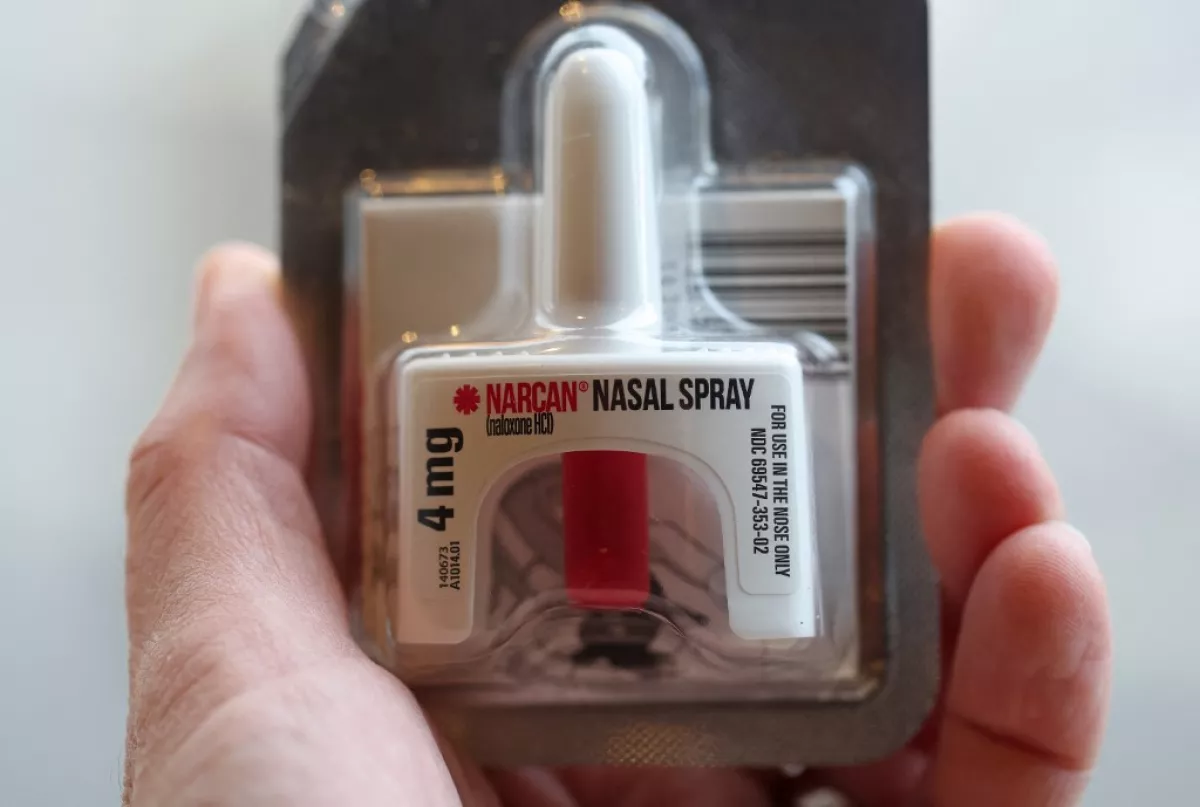 NARCAN® NASAL SPRAY
(naloxone HCl)
4 mg
140673
A1014.01
FOR USE IN THE NOSE ONLY
NDC 69547-353-02